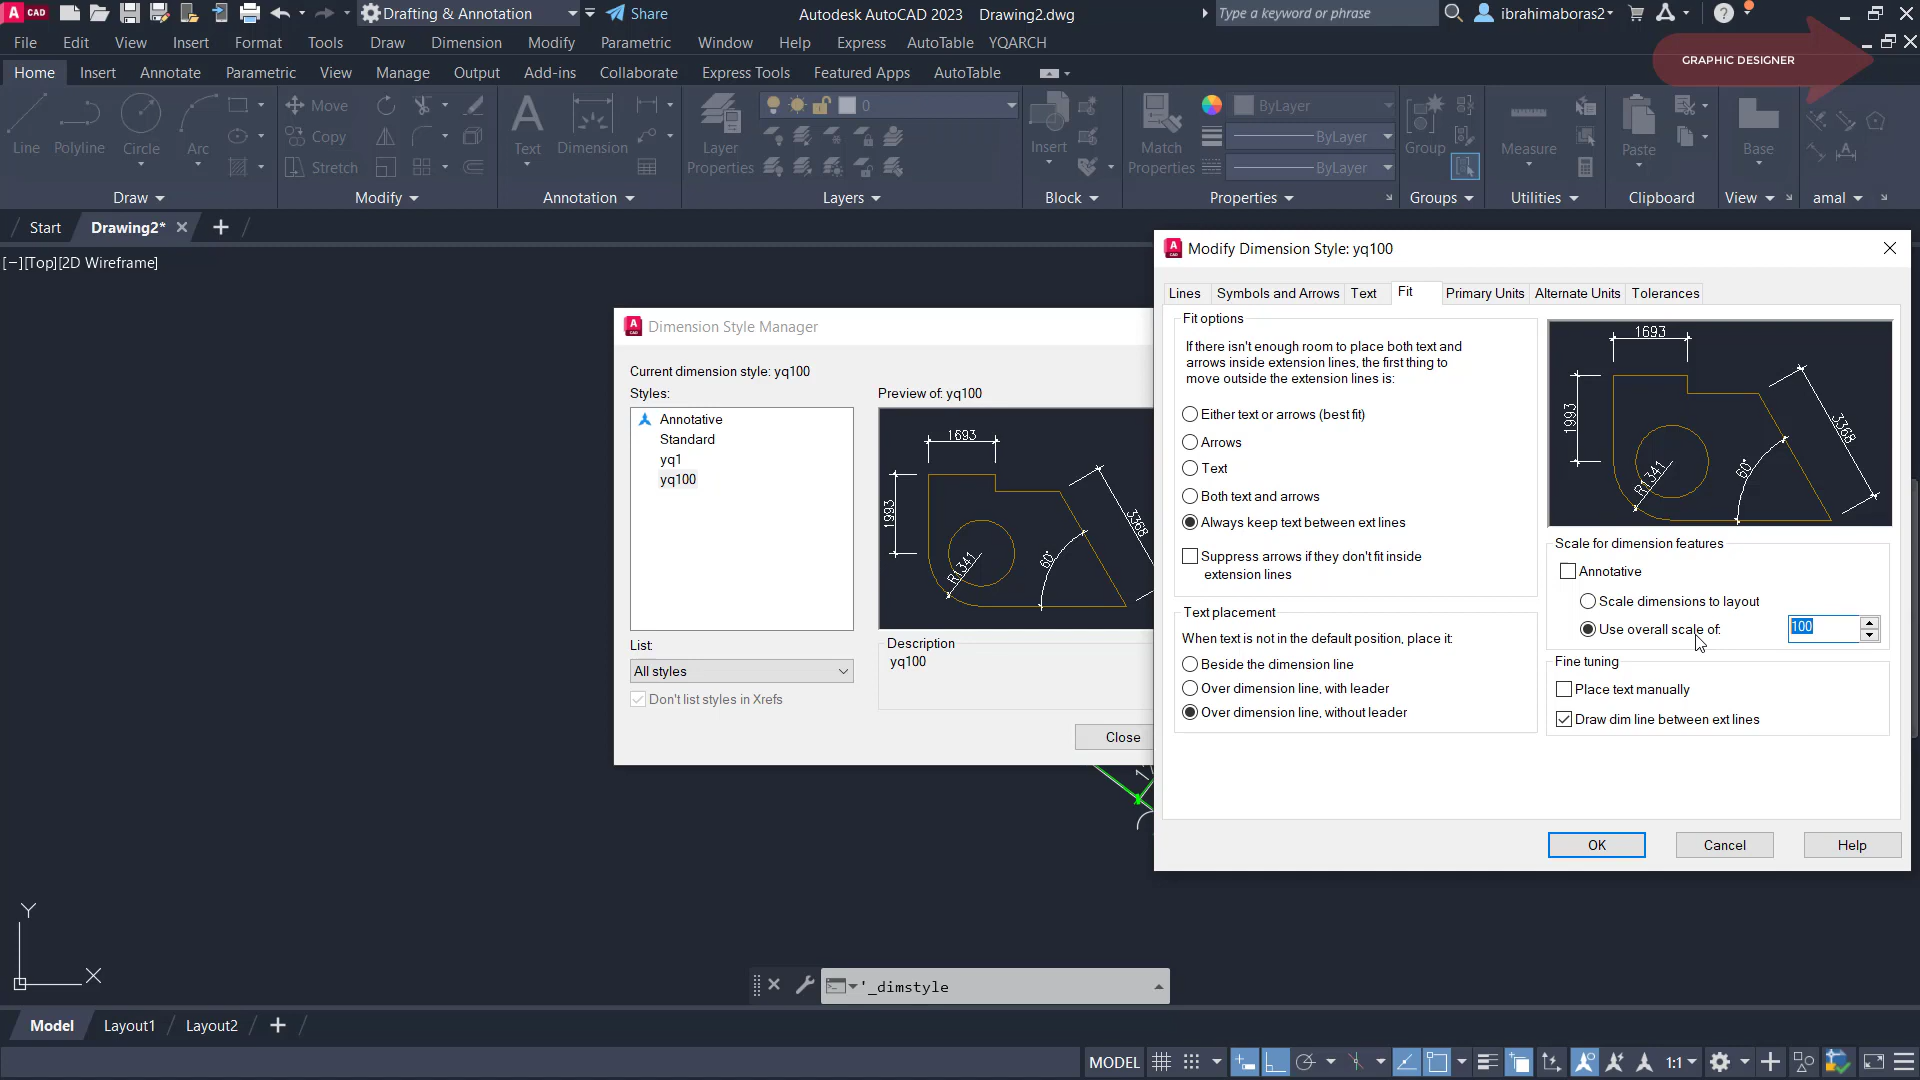 CAD
Drafting & Annotation
Share
Autodesk AutoCAD 2023 Drawing2.dwg
Type a keyword or phrase
ibrahimaboras2
File Edit View Insert Format Tools Draw Dimension Modify Parametric Window Help Express AutoTable YQARCH
GRAPHIC DESIGNER
Home Insert Annotate Parametric View Manage Output Add-ins Collaborate Express Tools Featured Apps AutoTable
Line Polyline Circle Arc
Move
Copy
Stretch
Text Dimension
Layer
Properties
0
Insert
Match
Properties
ByLayer
ByLayer
ByLayer
Group
Measure
Paste
Base
Draw Modify Annotation Layers Block Properties Groups Utilities Clipboard View amal
Start Drawing2*
[−][Top][2D Wireframe]
Dimension Style Manager
Current dimension style: yq100
Styles:
Annotative
Standard
yq1
yq100
Preview of: yq100
1693
1993
3368
R1341
60°
List:
All styles
Don't list styles in Xrefs
Description
yq100
Close
Modify Dimension Style: yq100
Lines Symbols and Arrows Text Fit Primary Units Alternate Units Tolerances
Fit options
If there isn't enough room to place both text and
arrows inside extension lines, the first thing to
move outside the extension lines is:
Either text or arrows (best fit)
Arrows
Text
Both text and arrows
Always keep text between ext lines
Suppress arrows if they don't fit inside
extension lines
Text placement
When text is not in the default position, place it:
Beside the dimension line
Over dimension line, with leader
Over dimension line, without leader
1693
1993
3368
R1341
60°
Scale for dimension features
Annotative
Scale dimensions to layout
Use overall scale of:
100
Fine tuning
Place text manually
Draw dim line between ext lines
OK Cancel Help
Y
X
'_dimstyle
Model Layout1 Layout2
MODEL
1:1